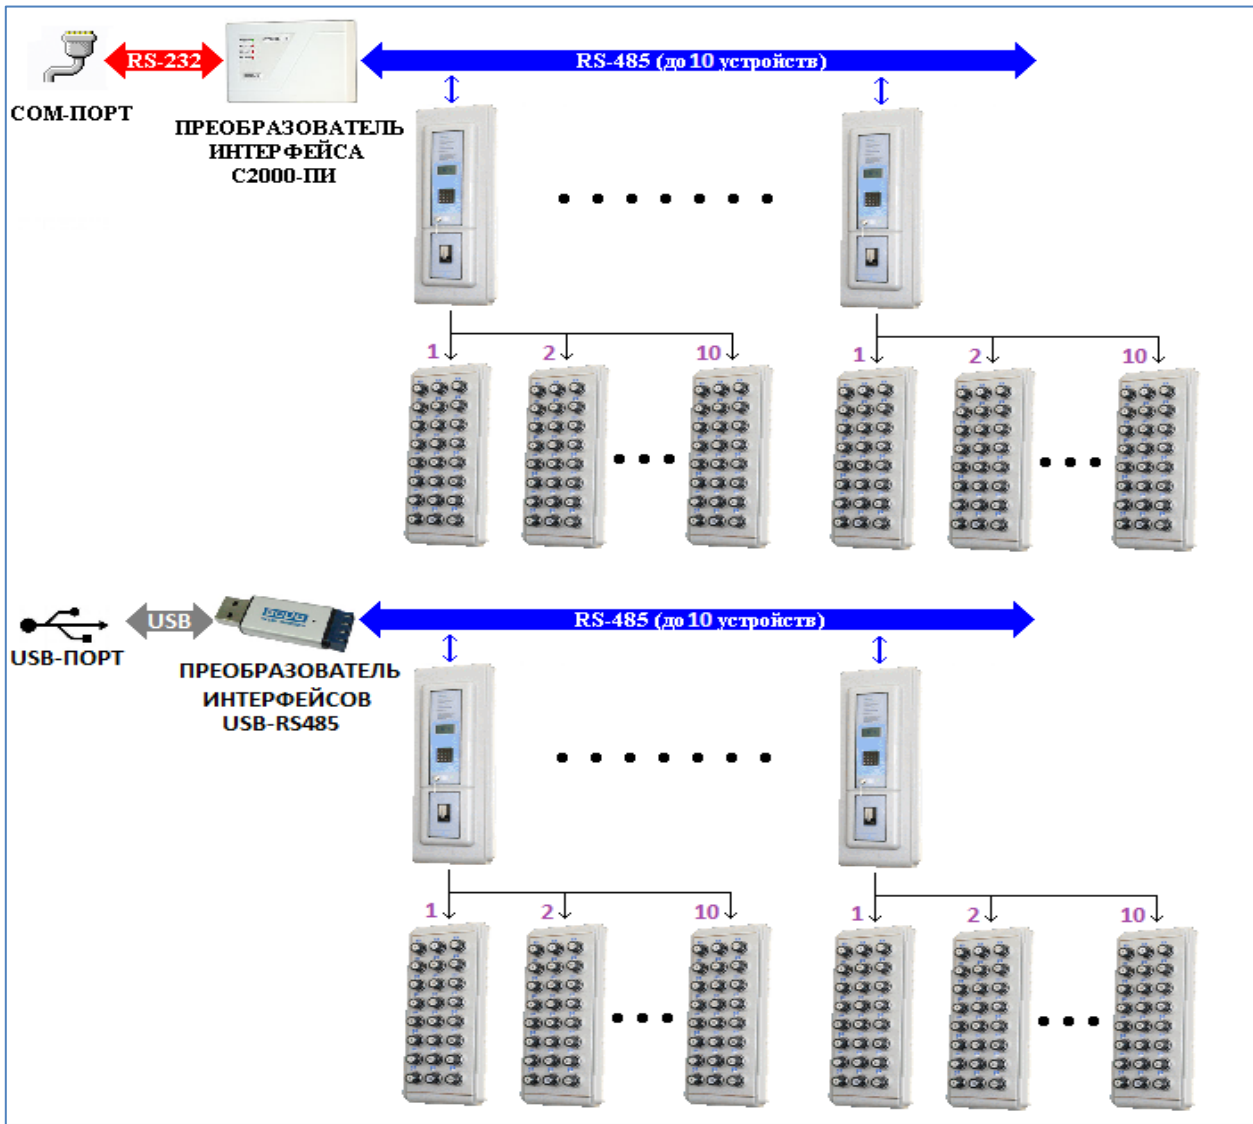 RS-232
RS-485 (до 10 устройств)
COM-ПОРТ
ПРЕОБРАЗОВАТЕЛЬ
ИНТЕРФЕЙСА
С2000-ПИ
1
2
10
1
2
10
USB
RS-485 (до 10 устройств)
USB-ПОРТ
ПРЕОБРАЗОВАТЕЛЬ
ИНТЕРФЕЙСОВ
USB-RS485
1
2
10
1
2
10